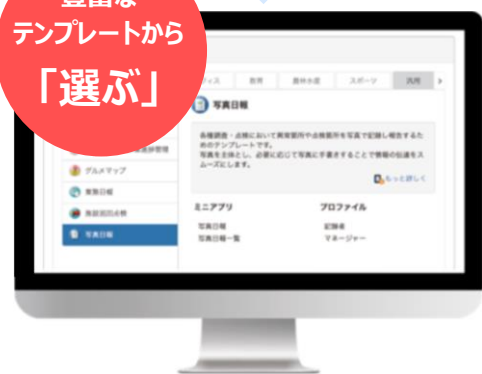 豊富な
テンプレートから
「選ぶ」
教育
農林水産
スポーツ
汎用
写真日報
各種調査・点検において異常箇所や点検箇所を写真で記録し報告するた
めのテンプレートです。
写真を主体とし、必要に応じて写真に手書きすることで情報の伝達をス
ムーズにします。
もっと詳しく
グルメマップ
業務日報
施設巡回点検
写真日報
ミニアプリ
プロファイル
写真日報
記録者
写真日報一覧
マネージャー